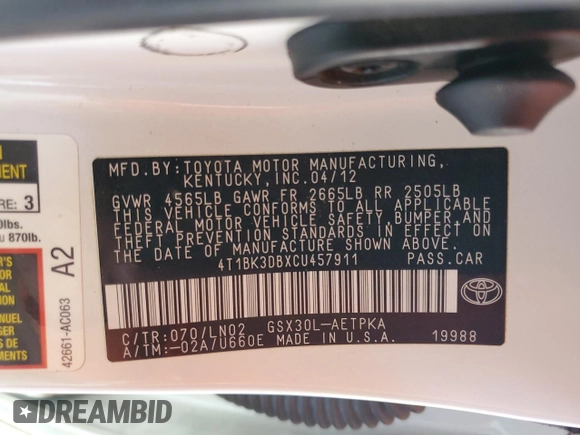 MFD.BY:TOYOTA MOTOR MANUFACTURING,
KENTUCKY,INC.04/12
GVWR 4565LB GAWR FR 2665LB RR 2505LB
THIS VEHICLE CONFORMS TO ALL APPLICABLE
FEDERAL MOTOR VEHICLE SAFETY, BUMPER AND
THEFT PREVENTION STANDARDS IN EFFECT ON
THE DATE OF MANUFACTURE SHOWN ABOVE.
4T1BK3DBXCU457911 PASS.CAR
C/TR:070/LN02 GSX30L-AETPKA
A/TM:-02A7U660E MADE IN U.S.A. 19988
ARE: 3
870lb.
A2
42661-AC063
DREAMBID